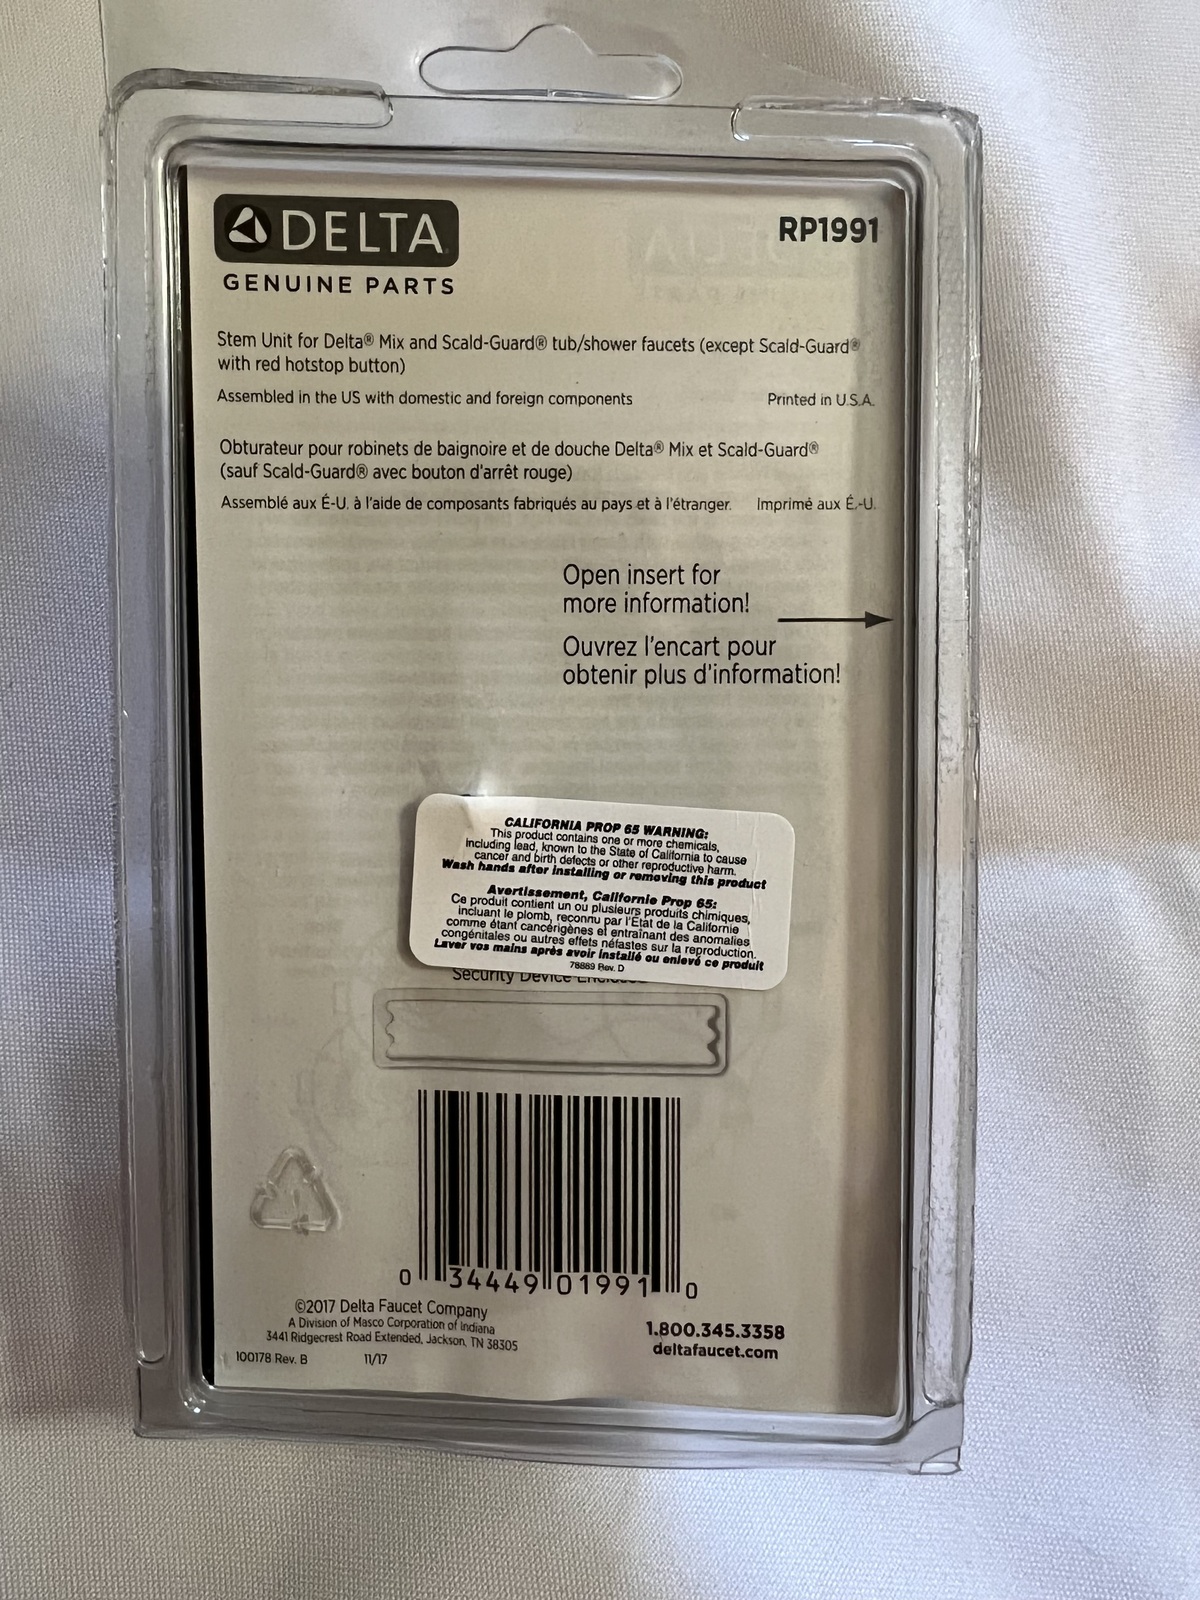 DELTA
RP1991
GENUINE PARTS
Stem Unit for Delta® Mix and Scald-Guard® tub/shower faucets (except Scald-Guard®
with red hotstop button)
Assembled in the US with domestic and foreign components Printed in U.S.A.
Obturateur pour robinets de baignoire et de douche Delta® Mix et Scald-Guard®
(sauf Scald-Guard® avec bouton d'arrêt rouge)
Assemblé aux É-U. à l'aide de composants fabriqués au pays et à l'étranger. Imprimé aux É.-U.
Open insert for
more information!
Ouvrez l'encart pour
obtenir plus d'information!
CALIFORNIA PROP 65 WARNING:
This product contains one or more chemicals,
including lead, known to the State of California to cause
cancer and birth defects or other reproductive harm.
Wash hands after installing or removing this product
Avertissement, Californie Prop 65:
Ce produit contient un ou plusieurs produits chimiques,
incluant le plomb, reconnu par l'État de la Californie
comme étant cancérigènes et entraînant des anomalies
congénitales ou autres effets néfastes sur la reproduction.
Laver vos mains après avoir installé ou enlevé ce produit
78889 Rev. D
Security Device
0 34449 01991 0
©2017 Delta Faucet Company
A Division of Masco Corporation of Indiana
3441 Ridgecrest Road Extended, Jackson, TN 38305
100178 Rev. B 11/17
1.800.345.3358
deltafaucet.com